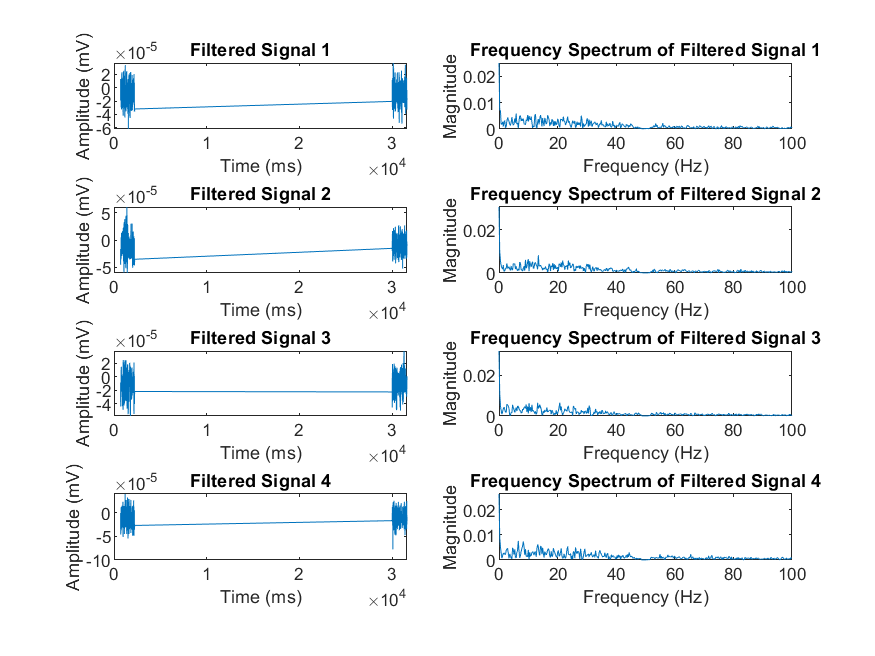 Filtered Signal 1
×10-5
Amplitude (mV)
2
0
-2
-4
-6
0 1 2 3
Time (ms)
×104
Frequency Spectrum of Filtered Signal 1
Magnitude
0.02
0.01
0
0 20 40 60 80 100
Frequency (Hz)
Filtered Signal 2
×10-5
Amplitude (mV)
5
0
-5
0 1 2 3
Time (ms)
×104
Frequency Spectrum of Filtered Signal 2
Magnitude
0.02
0
0 20 40 60 80 100
Frequency (Hz)
Filtered Signal 3
×10-5
Amplitude (mV)
2
0
-2
-4
0 1 2 3
Time (ms)
×104
Frequency Spectrum of Filtered Signal 3
Magnitude
0.02
0
0 20 40 60 80 100
Frequency (Hz)
Filtered Signal 4
×10-5
Amplitude (mV)
0
-5
-10
0 1 2 3
Time (ms)
×104
Frequency Spectrum of Filtered Signal 4
Magnitude
0.02
0.01
0
0 20 40 60 80 100
Frequency (Hz)